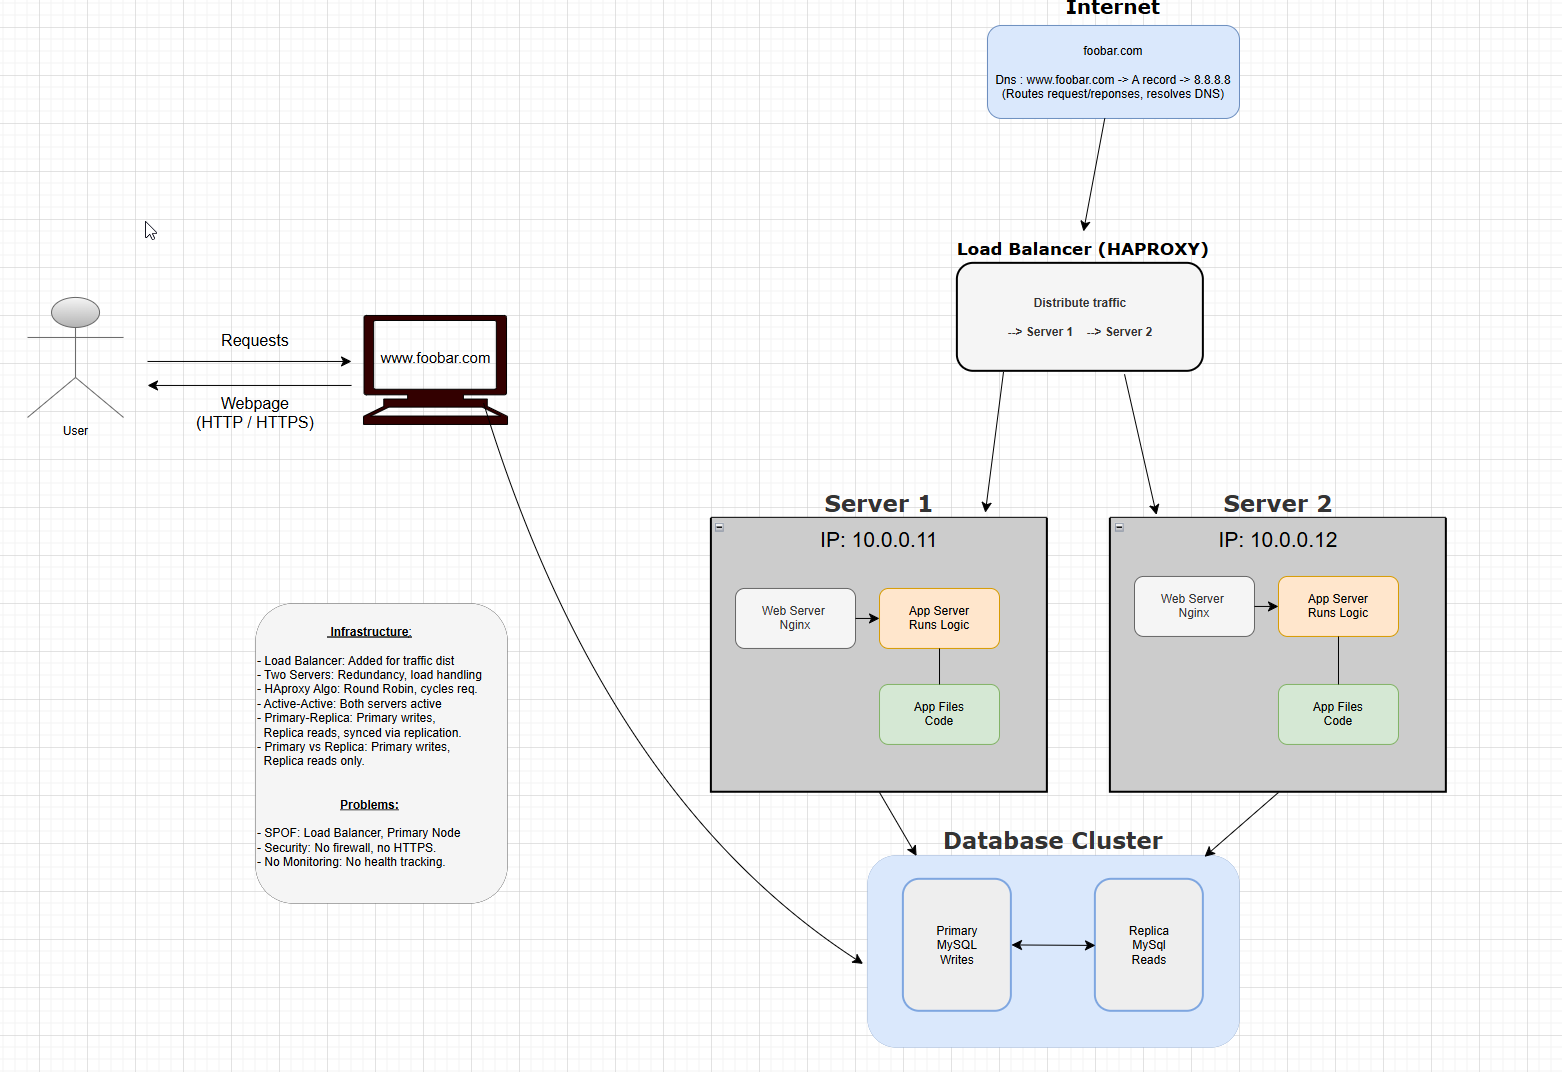 Internet
foobar.com
Dns : www.foobar.com -> A record -> 8.8.8.8
(Routes request/reponses, resolves DNS)
Load Balancer (HAPROXY)
Distribute traffic
--> Server 1    --> Server 2
Requests
www.foobar.com
Webpage
(HTTP / HTTPS)
User
Server 1
IP: 10.0.0.11
Web Server
Nginx
App Server
Runs Logic
App Files
Code
Server 2
IP: 10.0.0.12
Web Server
Nginx
App Server
Runs Logic
App Files
Code
Infrastructure:
- Load Balancer: Added for traffic dist
- Two Servers: Redundancy, load handling
- HAproxy Algo: Round Robin, cycles req.
- Active-Active: Both servers active
- Primary-Replica: Primary writes,
Replica reads, synced via replication.
- Primary vs Replica: Primary writes,
Replica reads only.
Problems:
- SPOF: Load Balancer, Primary Node
- Security: No firewall, no HTTPS.
- No Monitoring: No health tracking.
Database Cluster
Primary
MySQL
Writes
Replica
MySql
Reads